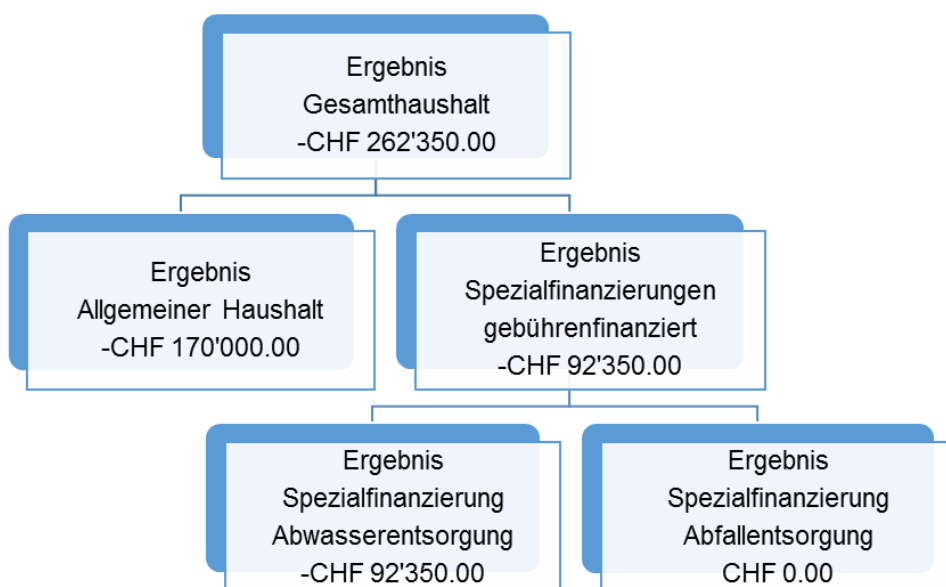 Ergebnis
Gesamthaushalt
-CHF 262'350.00
Ergebnis
Allgemeiner Haushalt
-CHF 170'000.00
Ergebnis
Spezialfinanzierungen
gebührenfinanziert
-CHF 92'350.00
Ergebnis
Spezialfinanzierung
Abwasserentsorgung
-CHF 92'350.00
Ergebnis
Spezialfinanzierung
Abfallentsorgung
CHF 0.00